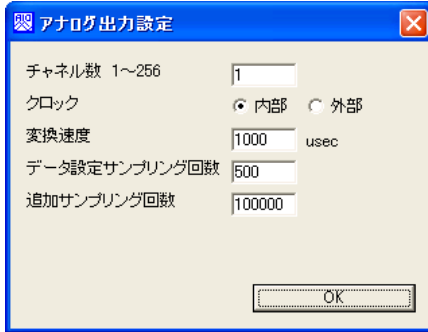 アナログ出力設定
チャネル数 1～256 1
クロック 内部 外部
変換速度 1000 usec
データ設定サンプリング回数 500
追加サンプリング回数 100000
OK